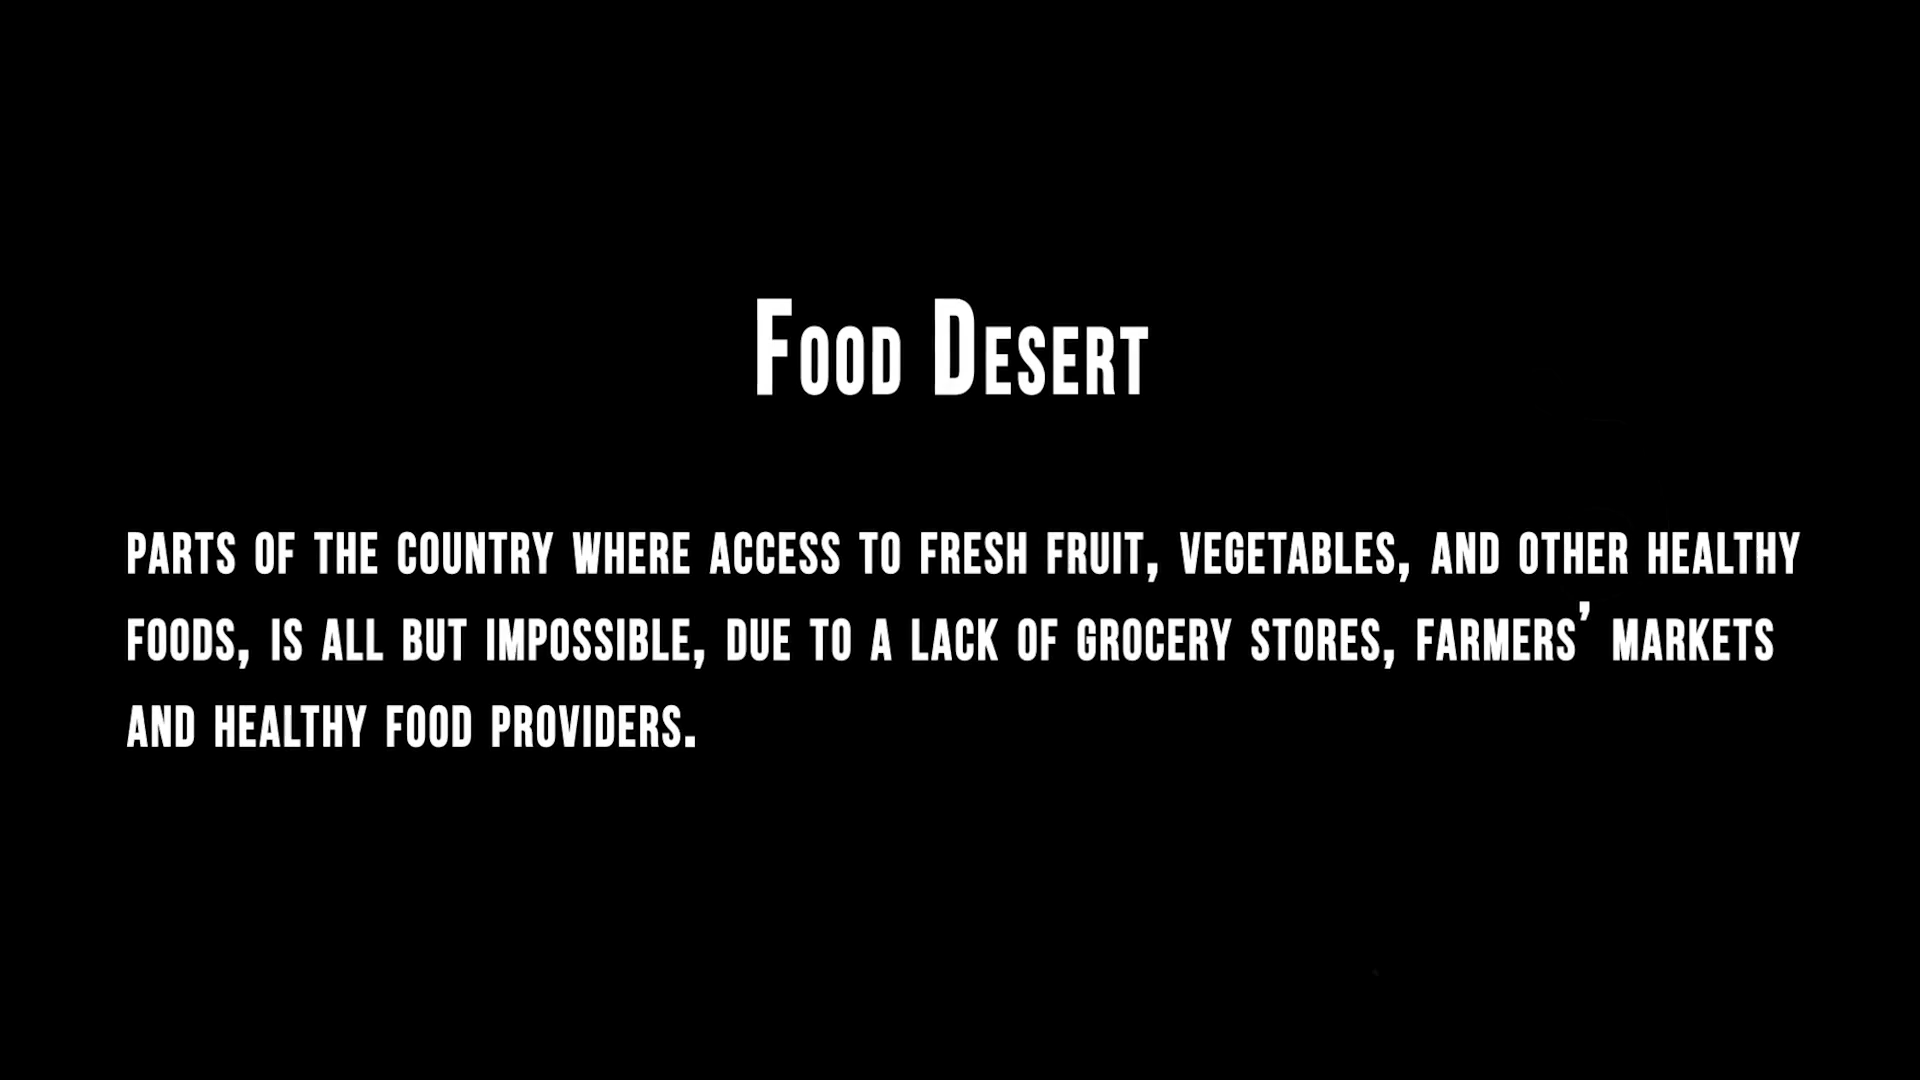 Food Desert
parts of the country where access to fresh fruit, vegetables, and other healthy
foods, is all but impossible, due to a lack of grocery stores, farmers’ markets
and healthy food providers.